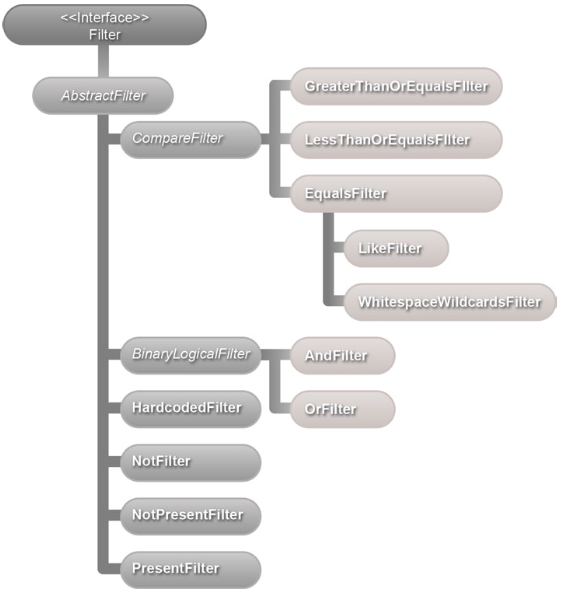 <<Interface>>
Filter
AbstractFilter
CompareFilter
GreaterThanOrEqualsFIlter
LessThanOrEqualsFIlter
EqualsFilter
LikeFilter
WhitespaceWildcardsFilter
BinaryLogicalFilter
AndFilter
OrFilter
HardcodedFilter
NotFilter
NotPresentFilter
PresentFilter